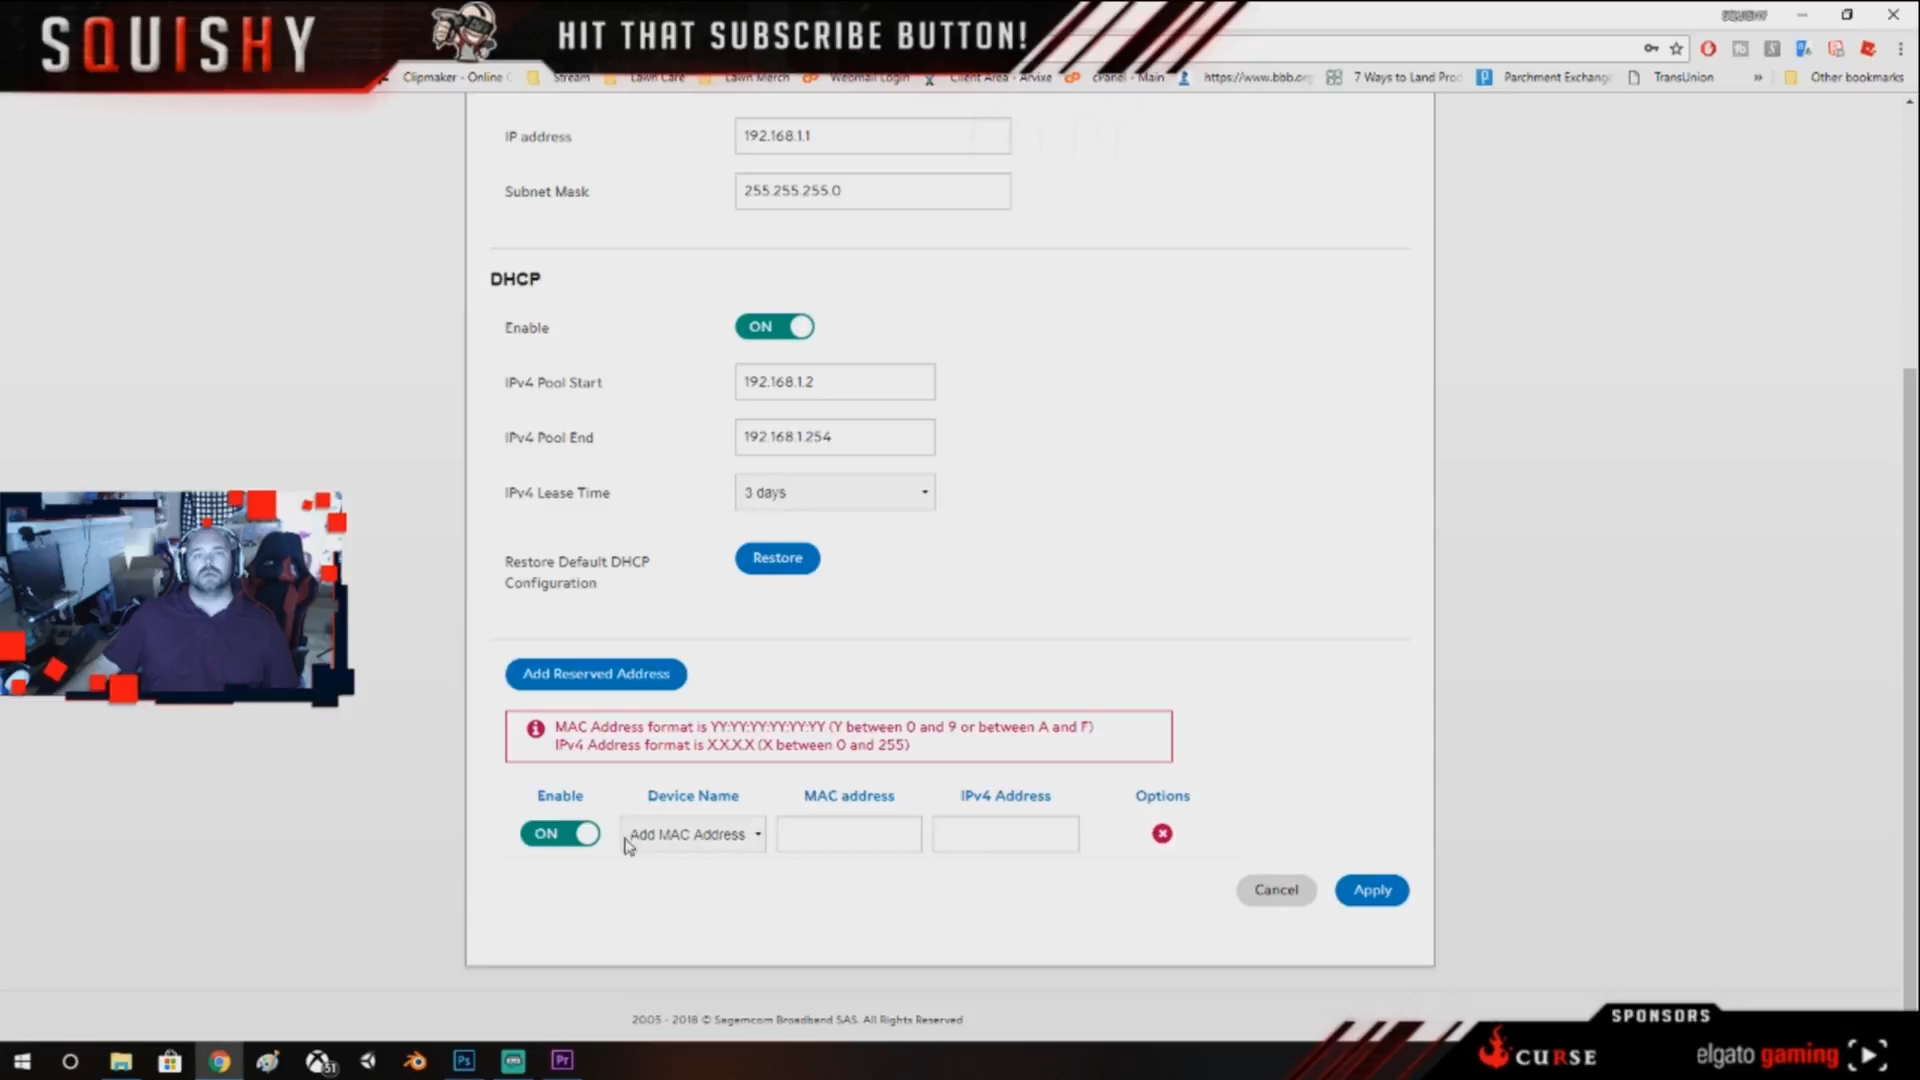 SQUISHY
HIT THAT SUBSCRIBE BUTTON!
SQUISHY
Clipmaker - Online
Stream
Lawn Care
Lawn Merch
Webmail Login
Client Area - Arvixe
cPanel - Main
https://www.bbb.org
7 Ways to Land Prod
Parchment Exchang
TransUnion
»
Other bookmarks
IP address
192.168.1.1
Subnet Mask
255.255.255.0
DHCP
Enable
ON
IPv4 Pool Start
192.168.1.2
IPv4 Pool End
192.168.1.254
IPv4 Lease Time
3 days
Restore Default DHCP
Configuration
Restore
Add Reserved Address
MAC Address format is YY:YY:YY:YY:YY:YY (Y between 0 and 9 or between A and F)
IPv4 Address format is X.X.X.X (X between 0 and 255)
Enable
Device Name
MAC address
IPv4 Address
Options
ON
Add MAC Address
Cancel
Apply
2005 - 2018 © Sagemcom Broadband SAS. All Rights Reserved
SPONSORS
CURSE
elgato gaming
51
Ps
Pr